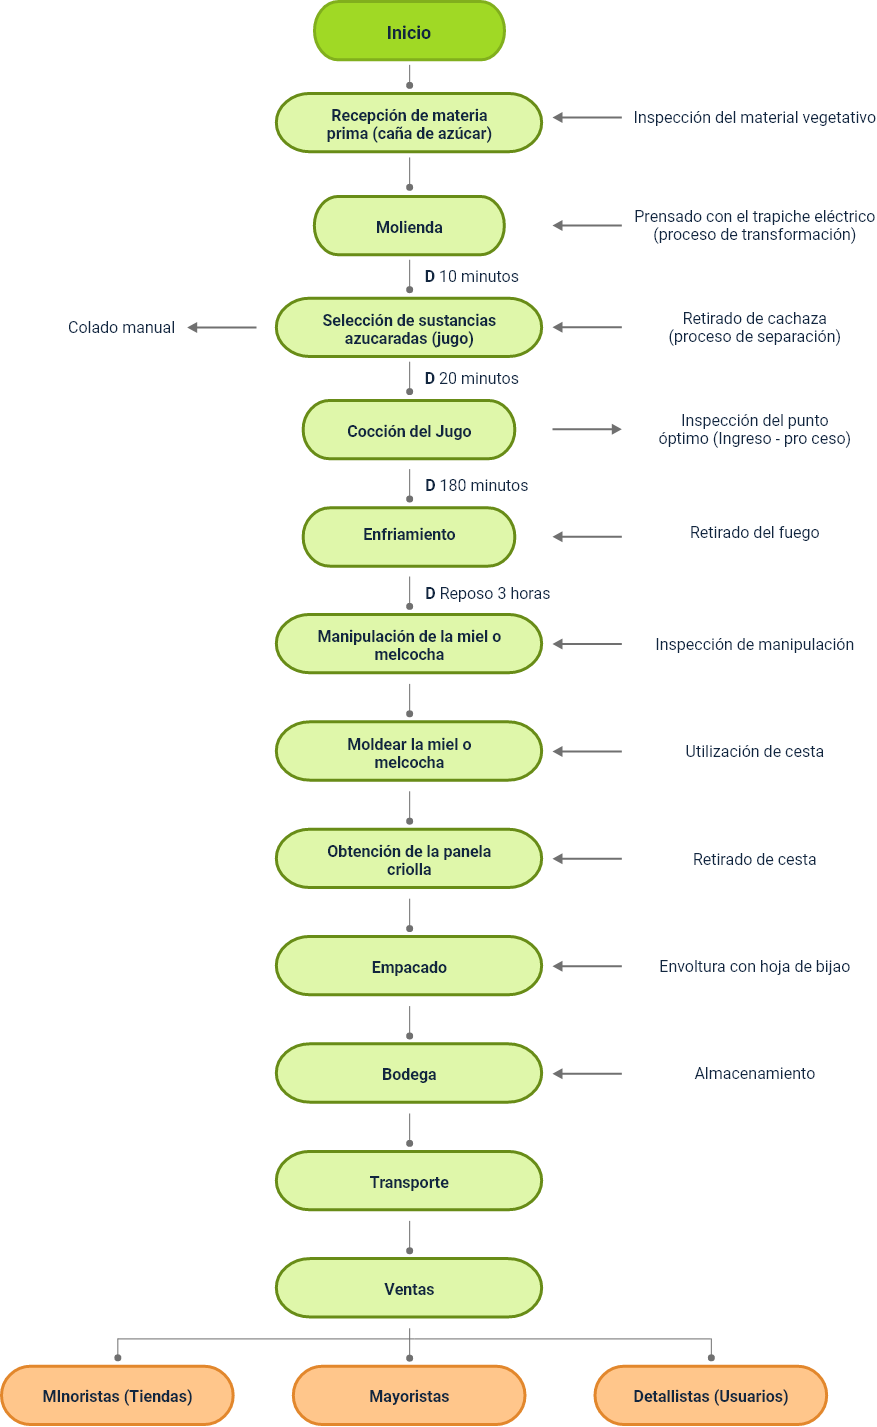 Inicio
Recepción de materia
prima (caña de azúcar)
Inspección del material vegetativo
Molienda
Prensado con el trapiche eléctrico
(proceso de transformación)
D 10 minutos
Colado manual
Selección de sustancias
azucaradas (jugo)
Retirado de cachaza
(proceso de separación)
D 20 minutos
Cocción del Jugo
Inspección del punto
óptimo (Ingreso - pro ceso)
D 180 minutos
Enfriamiento
Retirado del fuego
D Reposo 3 horas
Manipulación de la miel o
melcocha
Inspección de manipulación
Moldear la miel o
melcocha
Utilización de cesta
Obtención de la panela
criolla
Retirado de cesta
Empacado
Envoltura con hoja de bijao
Bodega
Almacenamiento
Transporte
Ventas
MInoristas (Tiendas)
Mayoristas
Detallistas (Usuarios)